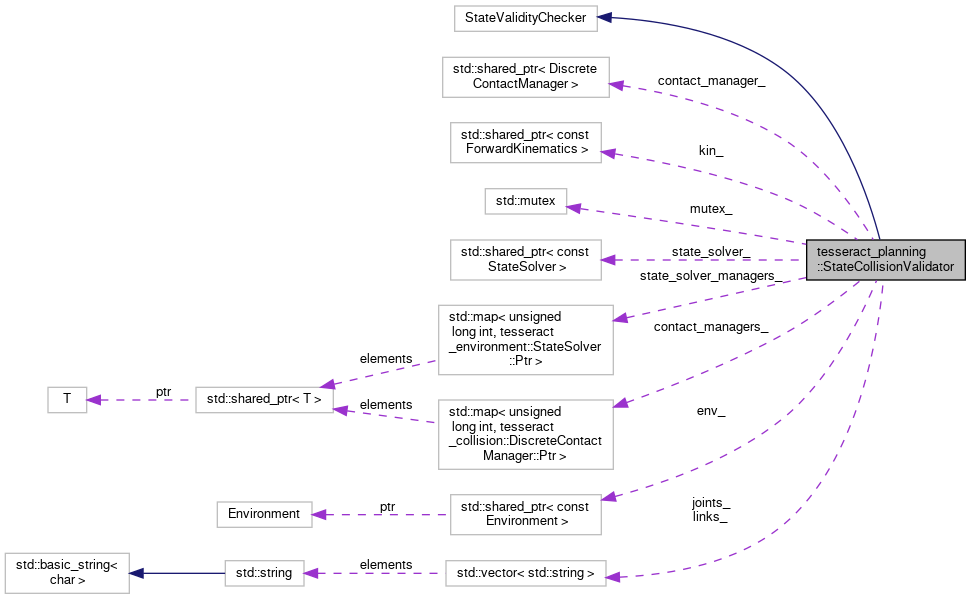 StateValidityChecker
std::shared_ptr< Discrete
ContactManager >
contact_manager_
std::shared_ptr< const
ForwardKinematics >
kin_
std::mutex
mutex_
std::shared_ptr< const
StateSolver >
state_solver_
tesseract_planning
::StateCollisionValidator
state_solver_managers_
std::map< unsigned
long int, tesseract
_environment::StateSolver
::Ptr >
contact_managers_
elements
T
ptr
std::shared_ptr< T >
elements
std::map< unsigned
long int, tesseract
_collision::DiscreteContact
Manager::Ptr >
env_
Environment
ptr
std::shared_ptr< const
Environment >
joints_
links_
std::basic_string<
char >
std::string
elements
std::vector< std::string >